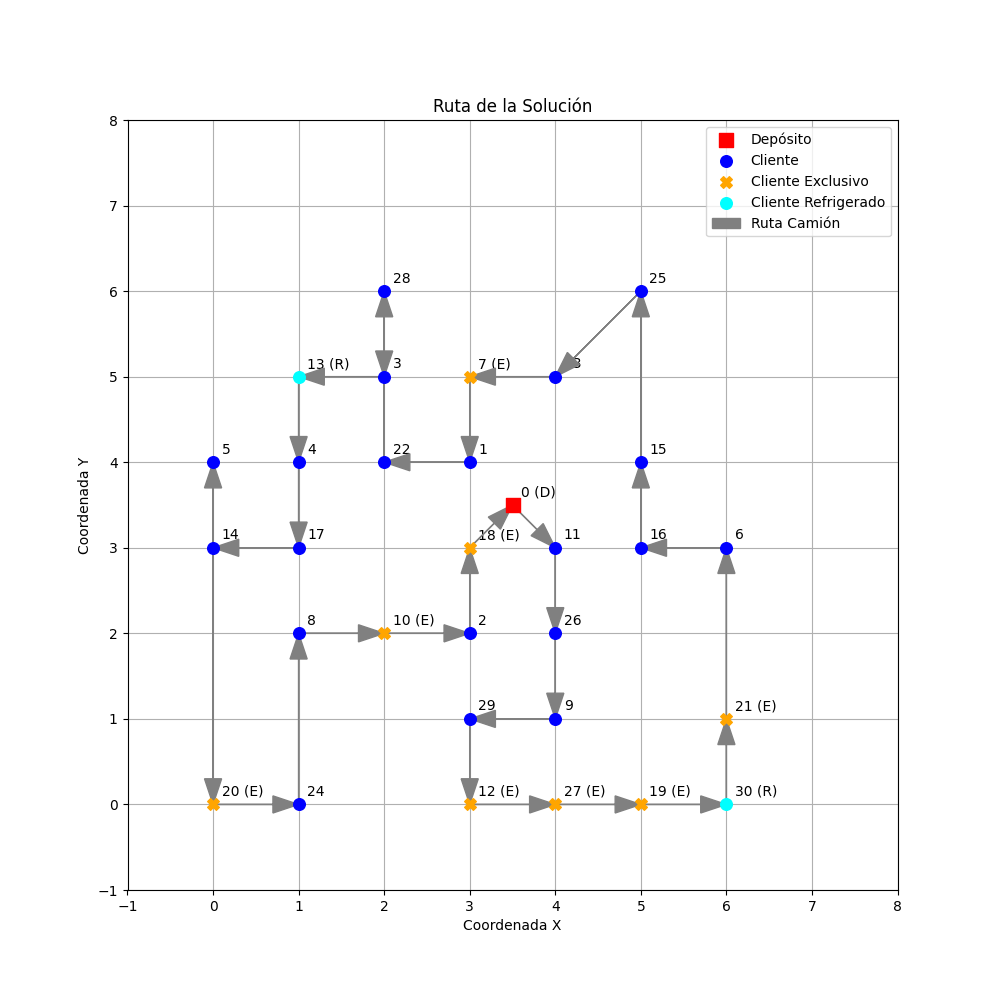 Ruta de la Solución
8
Depósito
Cliente
Cliente Exclusivo
Cliente Refrigerado
Ruta Camión
7
28
25
6
13 (R)
3
7 (E)
5
5
4
22
1
15
4
0 (D)
14
17
18 (E)
11
16
6
3
8
10 (E)
2
26
2
29
9
21 (E)
1
20 (E)
24
12 (E)
27 (E)
19 (E)
30 (R)
0
−1
−1
0
1
2
3
4
5
6
7
8
Coordenada X
Coordenada Y